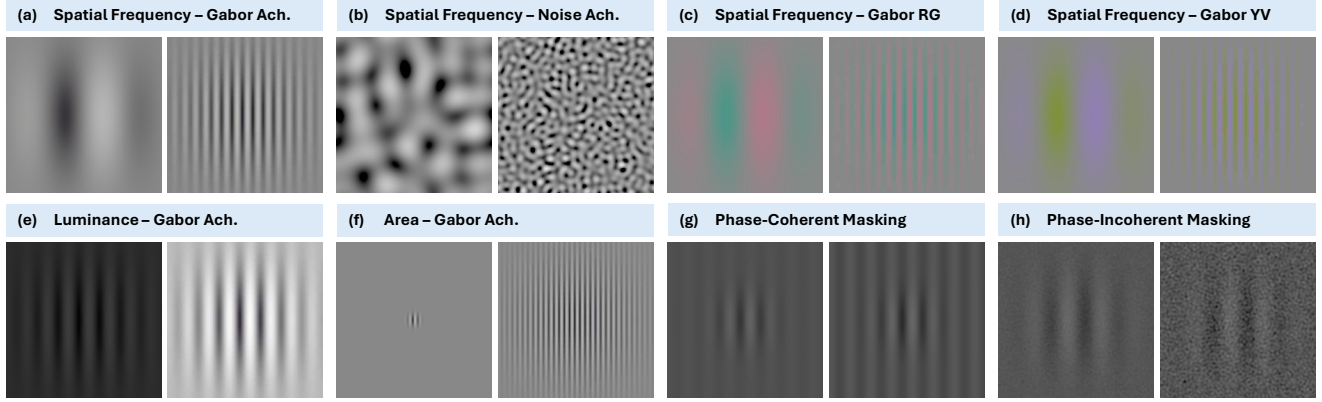 (a) Spatial Frequency – Gabor Ach.
(b) Spatial Frequency – Noise Ach.
(c) Spatial Frequency – Gabor RG
(d) Spatial Frequency – Gabor YV
(e) Luminance – Gabor Ach.
(f) Area – Gabor Ach.
(g) Phase-Coherent Masking
(h) Phase-Incoherent Masking